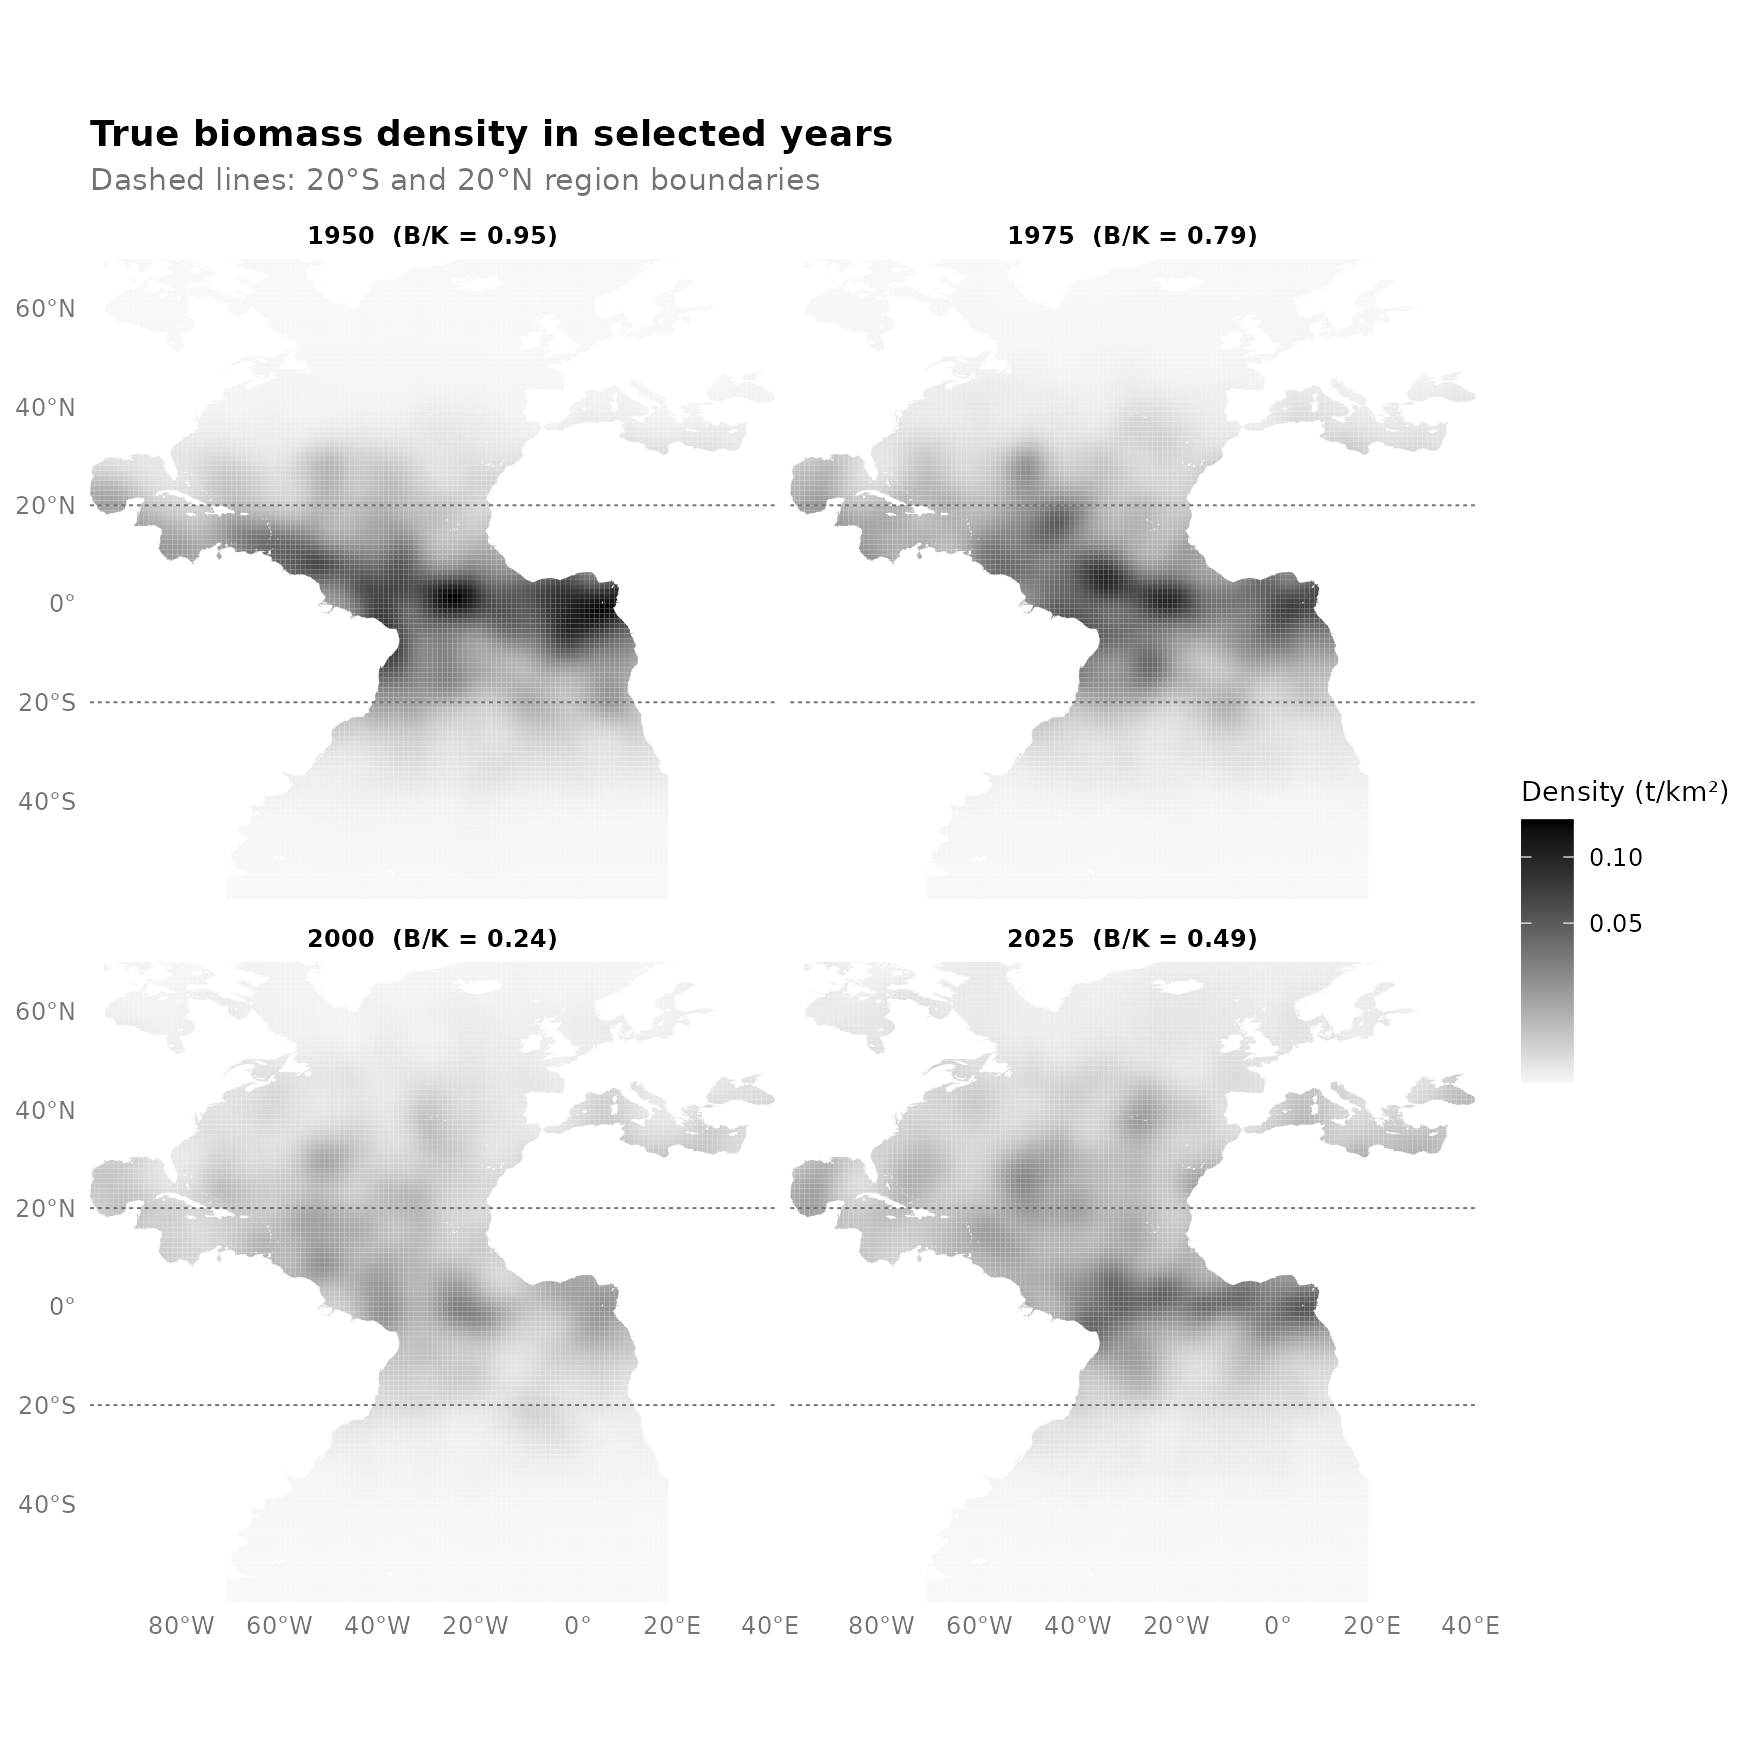 True biomass density in selected years
Dashed lines: 20°S and 20°N region boundaries
1950  (B/K = 0.95)
1975  (B/K = 0.79)
60°N
40°N
20°N
0°
20°S
40°S
Density (t/km²)
0.10
0.05
2000  (B/K = 0.24)
2025  (B/K = 0.49)
60°N
40°N
20°N
0°
20°S
40°S
80°W 60°W 40°W 20°W 0° 20°E 40°E
80°W 60°W 40°W 20°W 0° 20°E 40°E